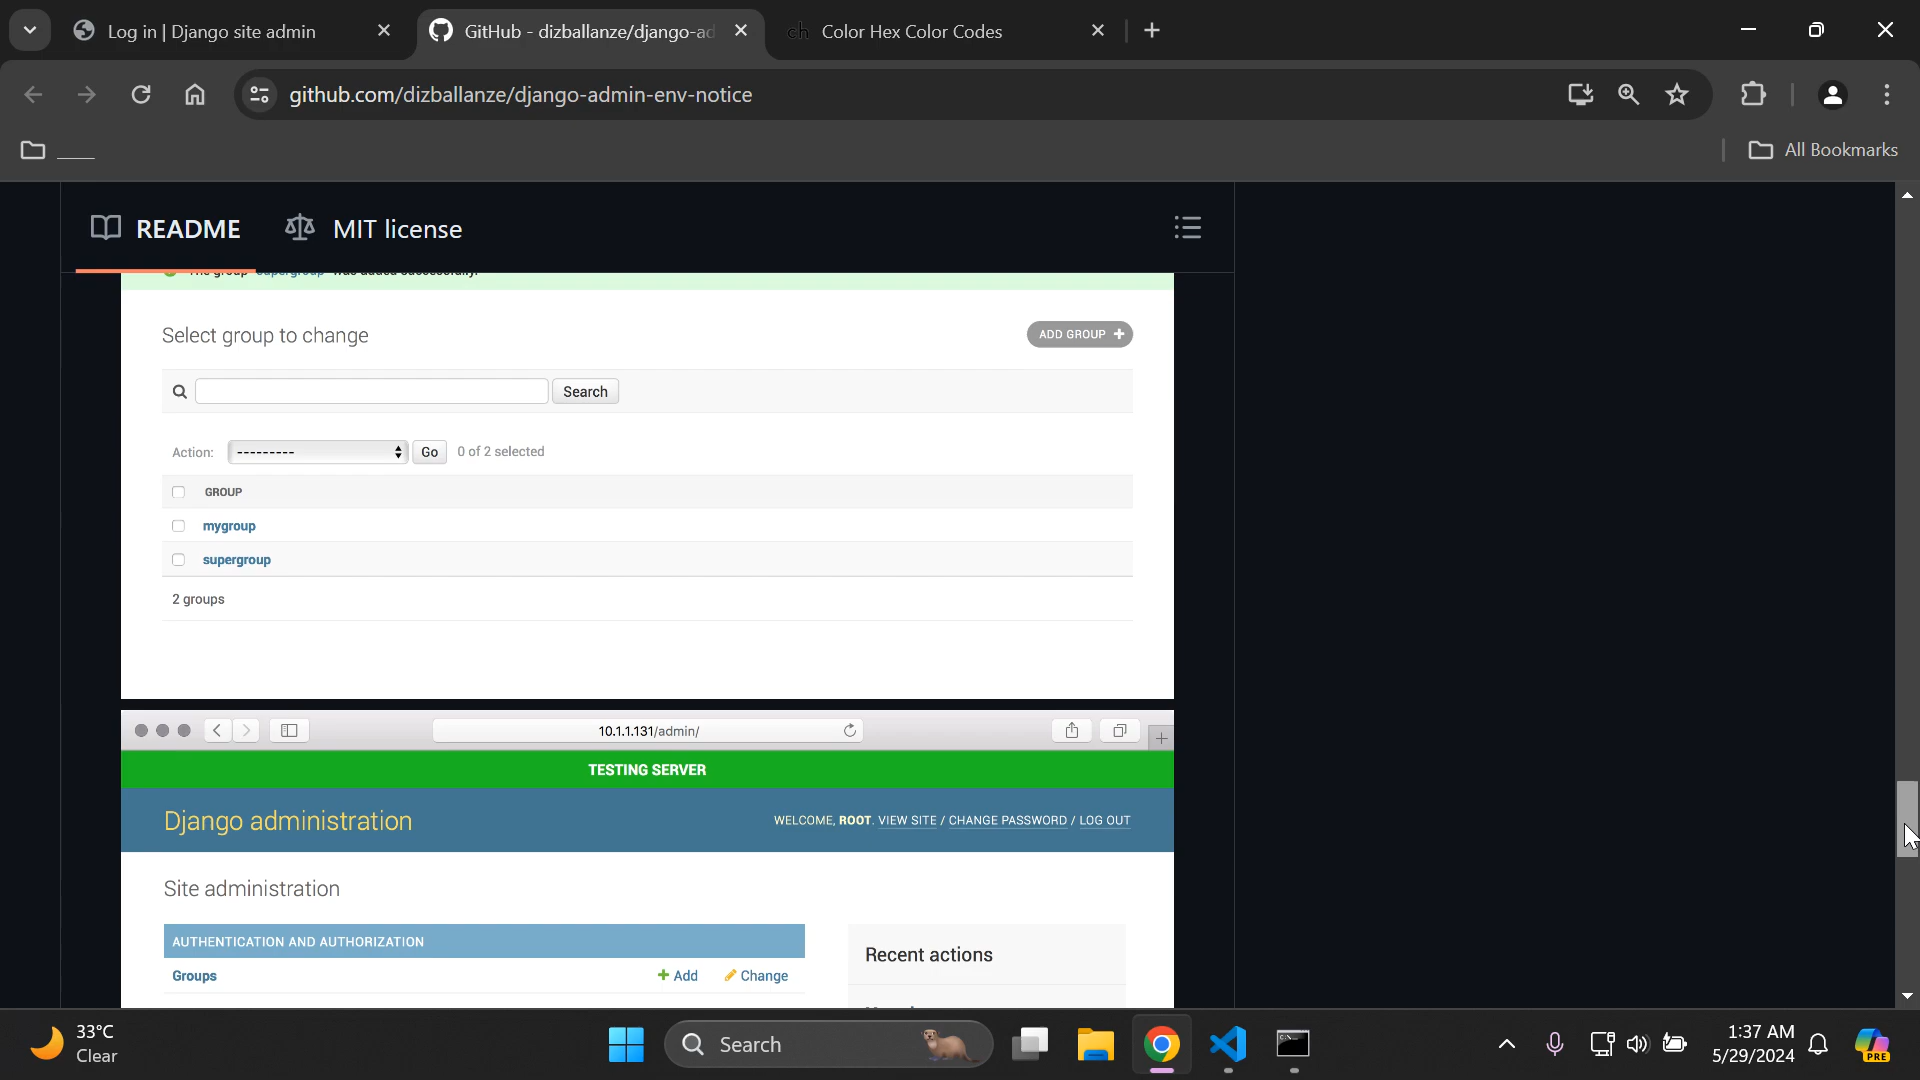 Log in | Django site admin
GitHub - dizballanze/django-ad
ch Color Hex Color Codes
github.com/dizballanze/django-admin-env-notice
All Bookmarks
README
MIT license
Select group to change
ADD GROUP +
Search
Action: --------- Go 0 of 2 selected
GROUP
mygroup
supergroup
2 groups
10.1.1.131/admin/
TESTING SERVER
Django administration
WELCOME, ROOT. VIEW SITE / CHANGE PASSWORD / LOG OUT
Site administration
AUTHENTICATION AND AUTHORIZATION
Recent actions
Groups
+ Add
Change
33°C
Clear
Search
1:37 AM
5/29/2024
PRE